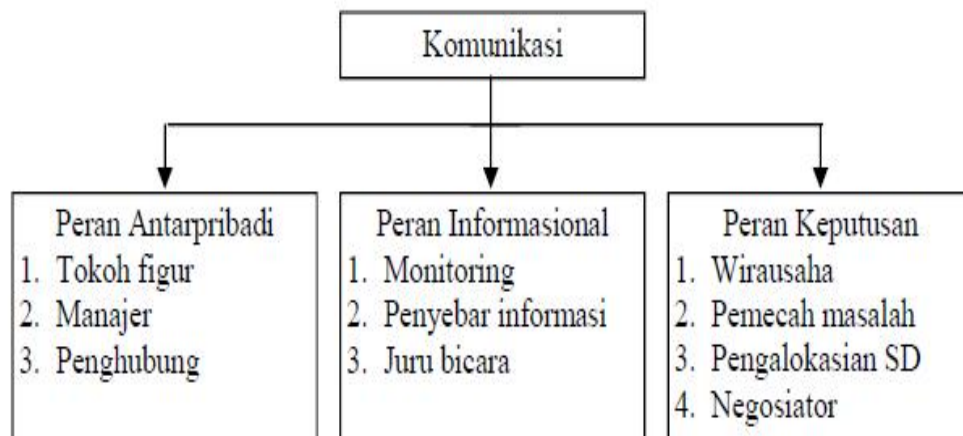 Komunikasi
Peran Antarpribadi
1. Tokoh figur
2. Manajer
3. Penghubung
Peran Informasional
1. Monitoring
2. Penyebar informasi
3. Juru bicara
Peran Keputusan
1. Wirausaha
2. Pemecah masalah
3. Pengalokasian SD
4. Negosiator